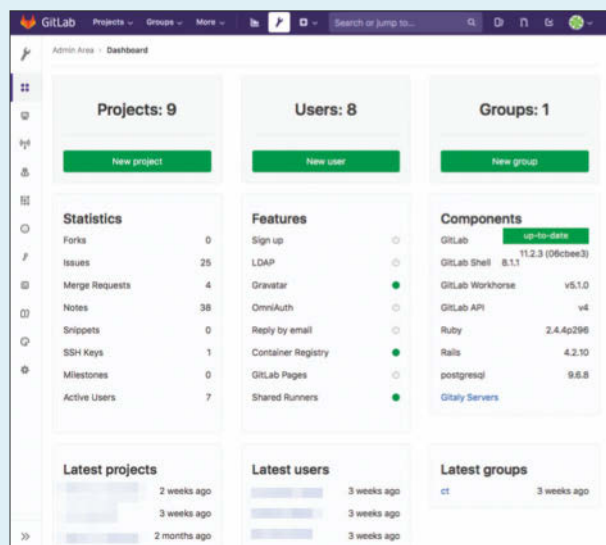 GitLab Projects Groups More Search or jump to...
Admin Area Dashboard
Projects: 9
New project
Users: 8
New user
Groups: 1
New group
Statistics
Forks 0
Issues 25
Merge Requests 4
Notes 38
Snippets 0
SSH Keys 1
Milestones 0
Active Users 7
Features
Sign up
LDAP
Gravatar
OmniAuth
Reply by email
Container Registry
GitLab Pages
Shared Runners
Components
GitLab up-to-date
11.2.3 (06cbee3)
GitLab Shell 8.1.1
GitLab Workhorse v5.1.0
GitLab API v4
Ruby 2.4.4p296
Rails 4.2.10
postgresql 9.6.8
Gitaly Servers
Latest projects
2 weeks ago
3 weeks ago
2 months ago
Latest users
3 weeks ago
3 weeks ago
3 weeks ago
Latest groups
ct 3 weeks ago